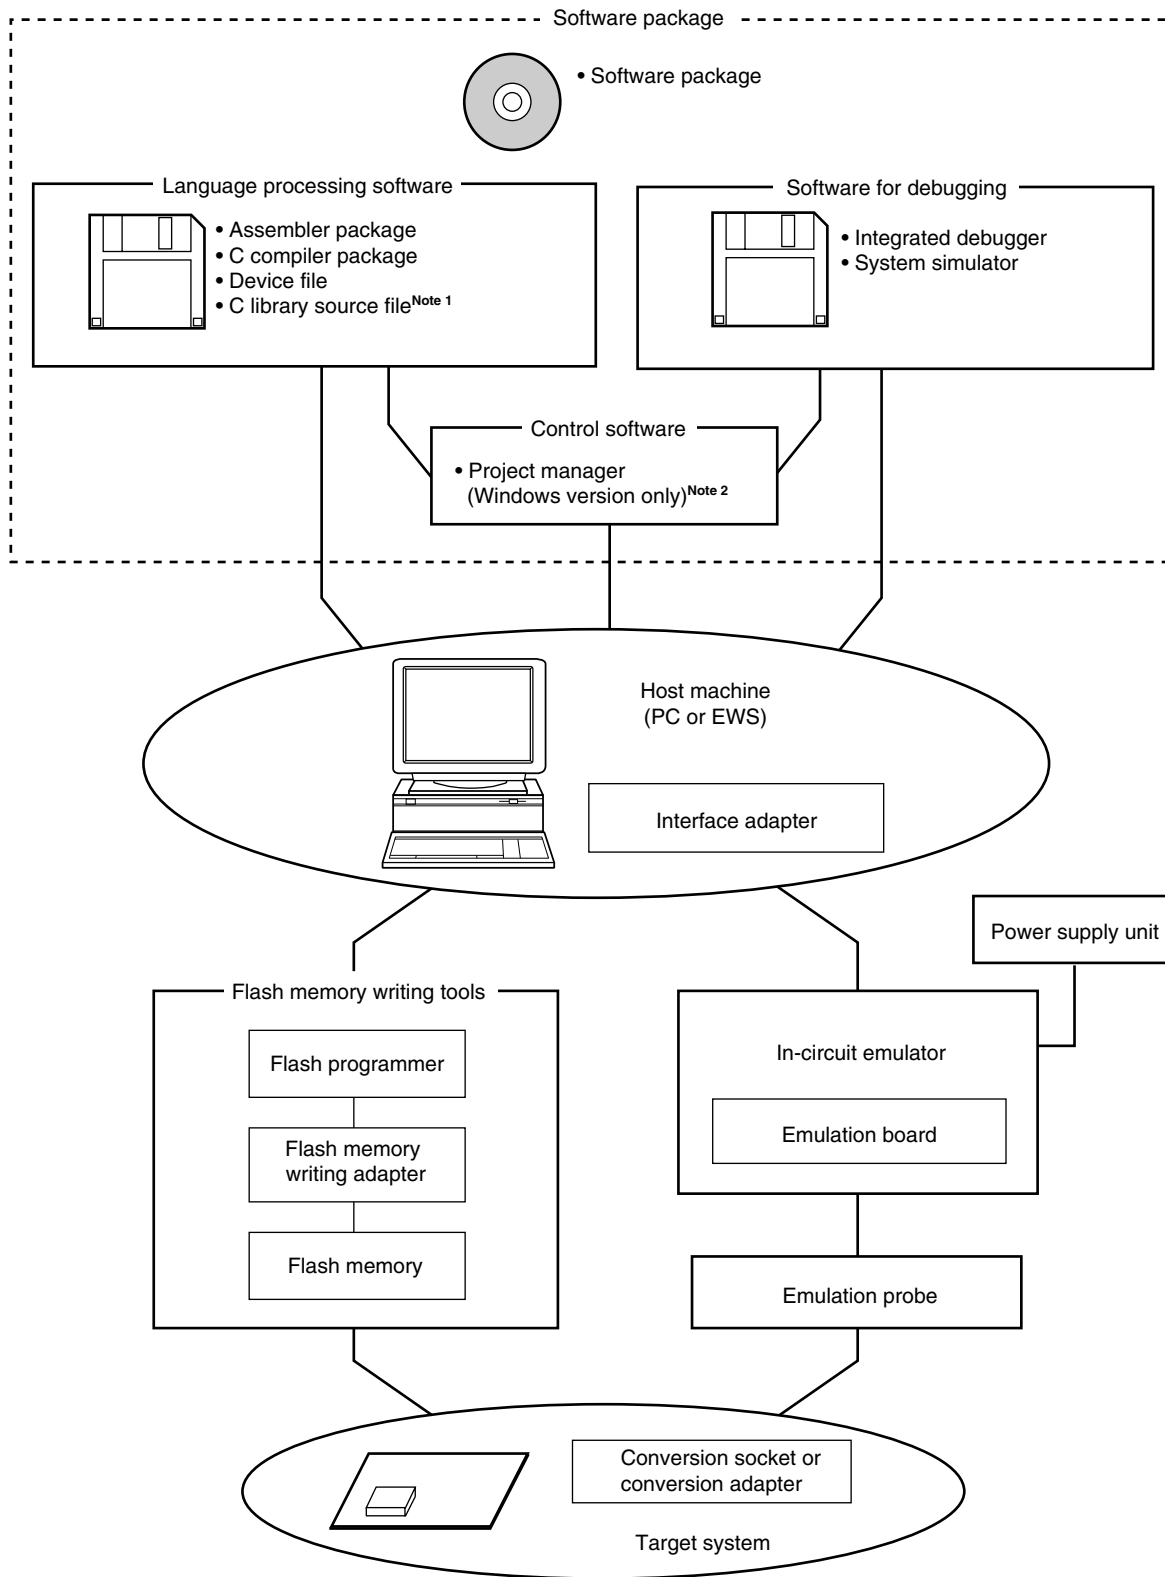 Software package
• Software package
Language processing software
• Assembler package
• C compiler package
• Device file
• C library source fileNote 1
Software for debugging
• Integrated debugger
• System simulator
Control software
• Project manager
(Windows version only)Note 2
Host machine
(PC or EWS)
Interface adapter
Power supply unit
Flash memory writing tools
Flash programmer
Flash memory
writing adapter
Flash memory
In-circuit emulator
Emulation board
Emulation probe
Conversion socket or
conversion adapter
Target system